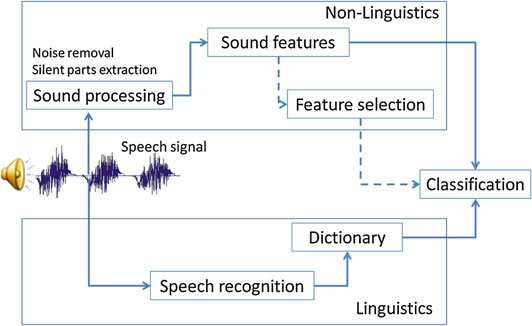 Non-Linguistics
Noise removal
Silent parts extraction
Sound processing
Sound features
Feature selection
Speech signal
Classification
Dictionary
Speech recognition
Linguistics